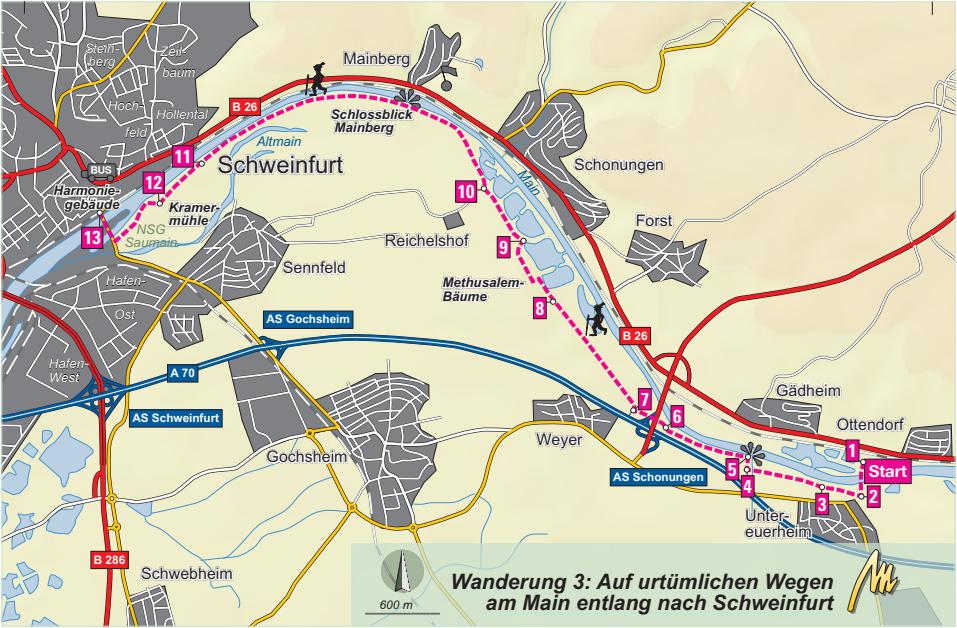 Stein-
berg
Zeil-
baum
Hoch-
feld
Höllental
Mainberg
B 26
Schlossblick
Mainberg
Altmain
11
Schweinfurt
BUS
Harmonie-
gebäude
12
Kramer-
mühle
13
NSG
Saumain
Main
Schonungen
10
Reichelshof
9
Forst
Sennfeld
Methusalem-
Bäume
8
Hafen-
Ost
AS Gochsheim
B 26
Hafen-
West
A 70
AS Schweinfurt
Gädheim
7
6
Ottendorf
Weyer
1
Start
Gochsheim
5
4
AS Schonungen
3
2
Unter-
euerheim
B 286
Schwebheim
600 m
Wanderung 3: Auf urtümlichen Wegen
am Main entlang nach Schweinfurt